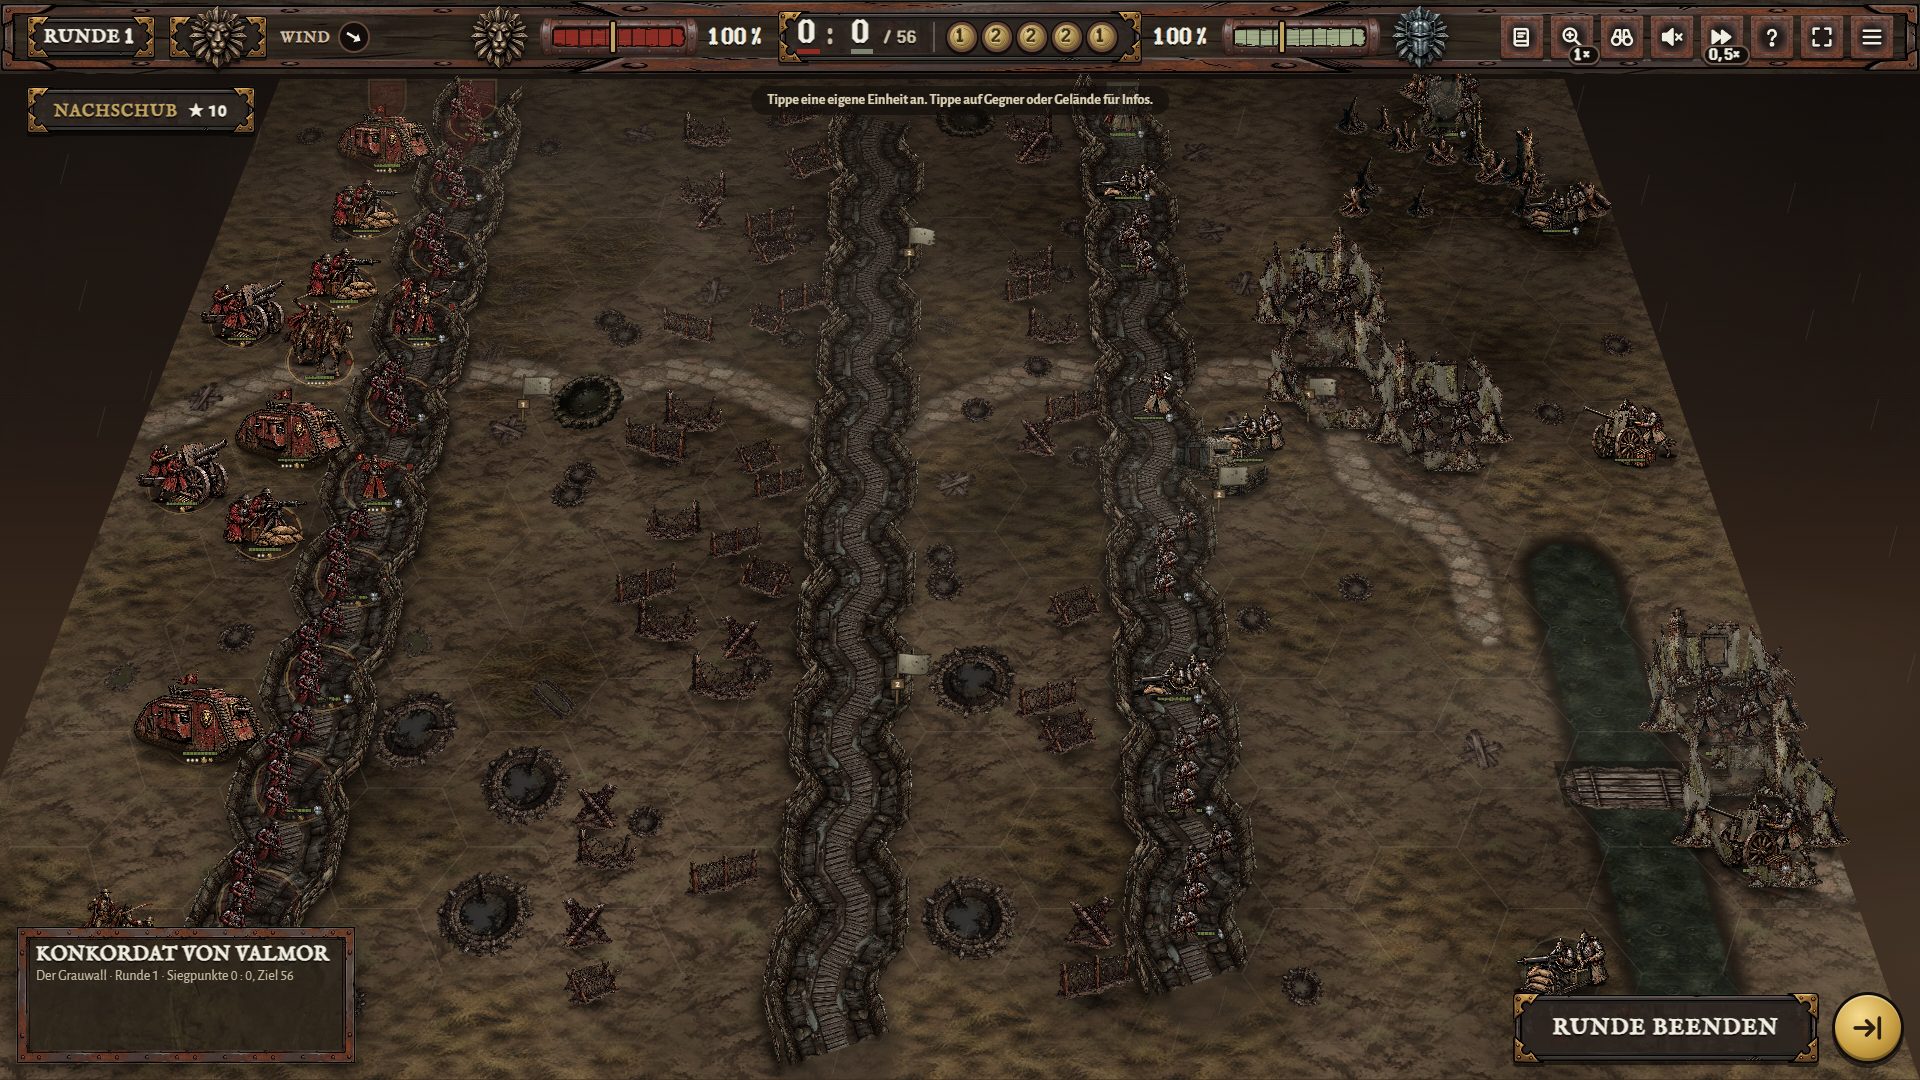 RUNDE 1
WIND
100 %
0 : 0 / 56
1 2 2 2 1
100 %
1×
0,5×
?
NACHSCHUB ★ 10
Tippe eine eigene Einheit an. Tippe auf Gegner oder Gelände für Infos.
KONKORDAT VON VALMOR
Der Grauwall · Runde 1 · Siegpunkte 0 : 0, Ziel 56
RUNDE BEENDEN